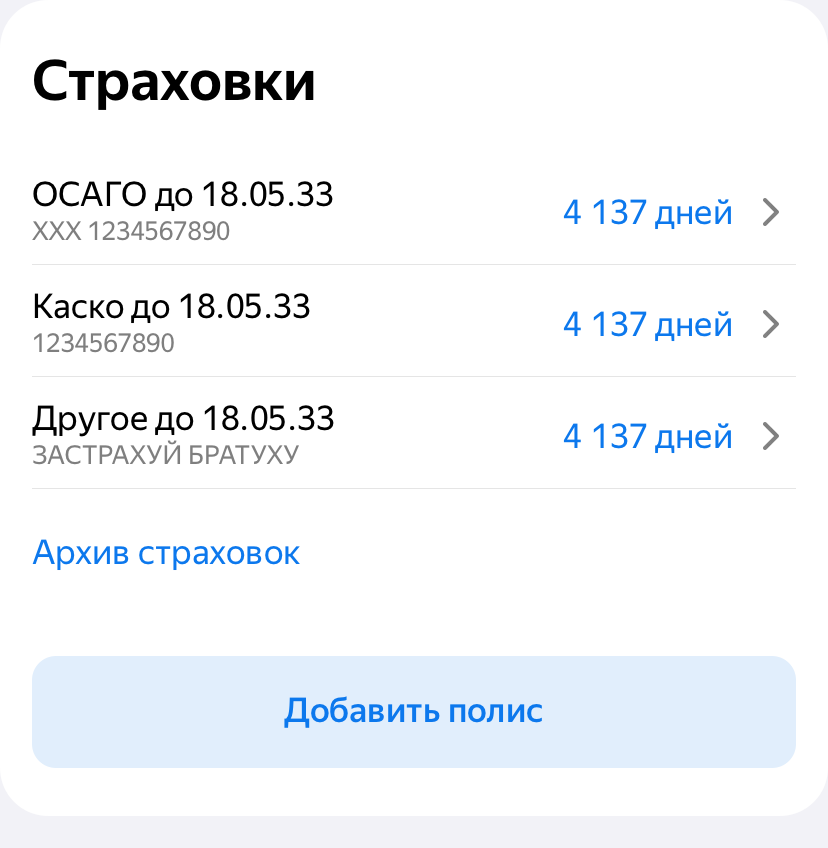 Страховки
ОСАГО до 18.05.33
ХХХ 1234567890
4 137 дней
Каско до 18.05.33
1234567890
4 137 дней
Другое до 18.05.33
ЗАСТРАХУЙ БРАТУХУ
4 137 дней
Архив страховок
Добавить полис